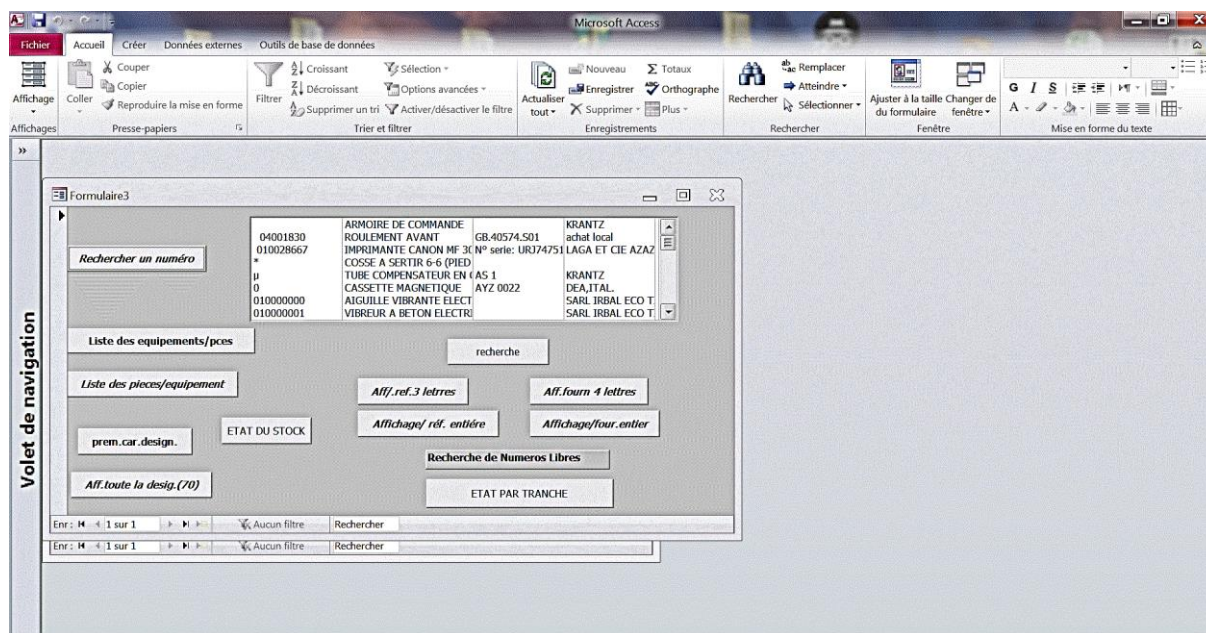 Microsoft Access
Fichier Accueil Créer Données externes Outils de base de données
Affichage
Coller
Couper
Copier
Reproduire la mise en forme
Filtrer
Croissant
Décroissant
Supprimer un tri
Sélection
Options avancées
Activer/désactiver le filtre
Actualiser
tout
Nouveau
Enregistrer
Supprimer
Totaux
Orthographe
Plus
Rechercher
Remplacer
Atteindre
Sélectionner
Ajuster à la taille
du formulaire
Changer de
fenêtre
G I S
A
Affichages Presse-papiers Trier et filtrer Enregistrements Rechercher Fenêtre Mise en forme du texte
»
Volet de navigation
Formulaire3
Rechercher un numéro
ARMOIRE DE COMMANDE KRANTZ
04001830 ROULEMENT AVANT GB.40574.S01 achat local
010028667 IMPRIMANTE CANON MF 30 Nº serie: URJ74751 LAGA ET CIE AZAZ
* COSSE A SERTIR 6-6 (PIED
µ TUBE COMPENSATEUR EN AS 1 KRANTZ
0 CASSETTE MAGNETIQUE AYZ 0022 DEA,ITAL.
010000000 AIGUILLE VIBRANTE ELECT SARL IRBAL ECO T
010000001 VIBREUR A BETON ELECTRI SARL IRBAL ECO T
Liste des equipements/pces
recherche
Liste des pieces/equipement
Aff/.ref.3 letrres
Aff.fourn 4 lettres
ETAT DU STOCK
Affichage/ réf. entiére
Affichage/four.entier
prem.car.design.
Recherche de Numeros Libres
Aff.toute la desig.(70)
ETAT PAR TRANCHE
Enr : 1 sur 1 Aucun filtre Rechercher
Enr : 1 sur 1 Aucun filtre Rechercher